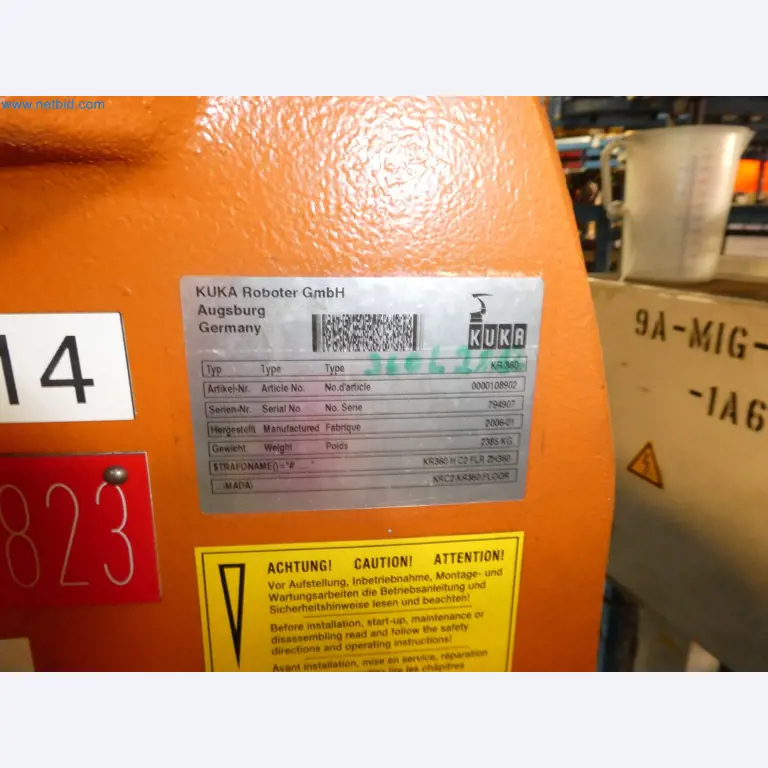 www.netbid.com
KUKA Roboter GmbH
Augsburg
Germany
KUKA
Typ Type Type KR 360
Artikel-Nr. Article No. No.d'article 0000108902
Serien-Nr. Serial No. No. Série 794907
Hergestellt Manufactured Fabrique 2006-01
Gewicht Weight Poids 2385 KG
$TRAFONAME[]="# KR360 H C2 FLR ZH360
...\MADA\ KRC2\KR360\FLOOR
14
823
9A-MIG-
-1A6
ACHTUNG! CAUTION! ATTENTION!
Vor Aufstellung, Inbetriebnahme, Montage- und
Wartungsarbeiten die Betriebsanleitung und
Sicherheitshinweise lesen und beachten!
Before installation, start-up, maintenance or
disassembling read and follow the safety
directions and operating instructions!
Avant installation, mise en service, réparation
lire les châpitres